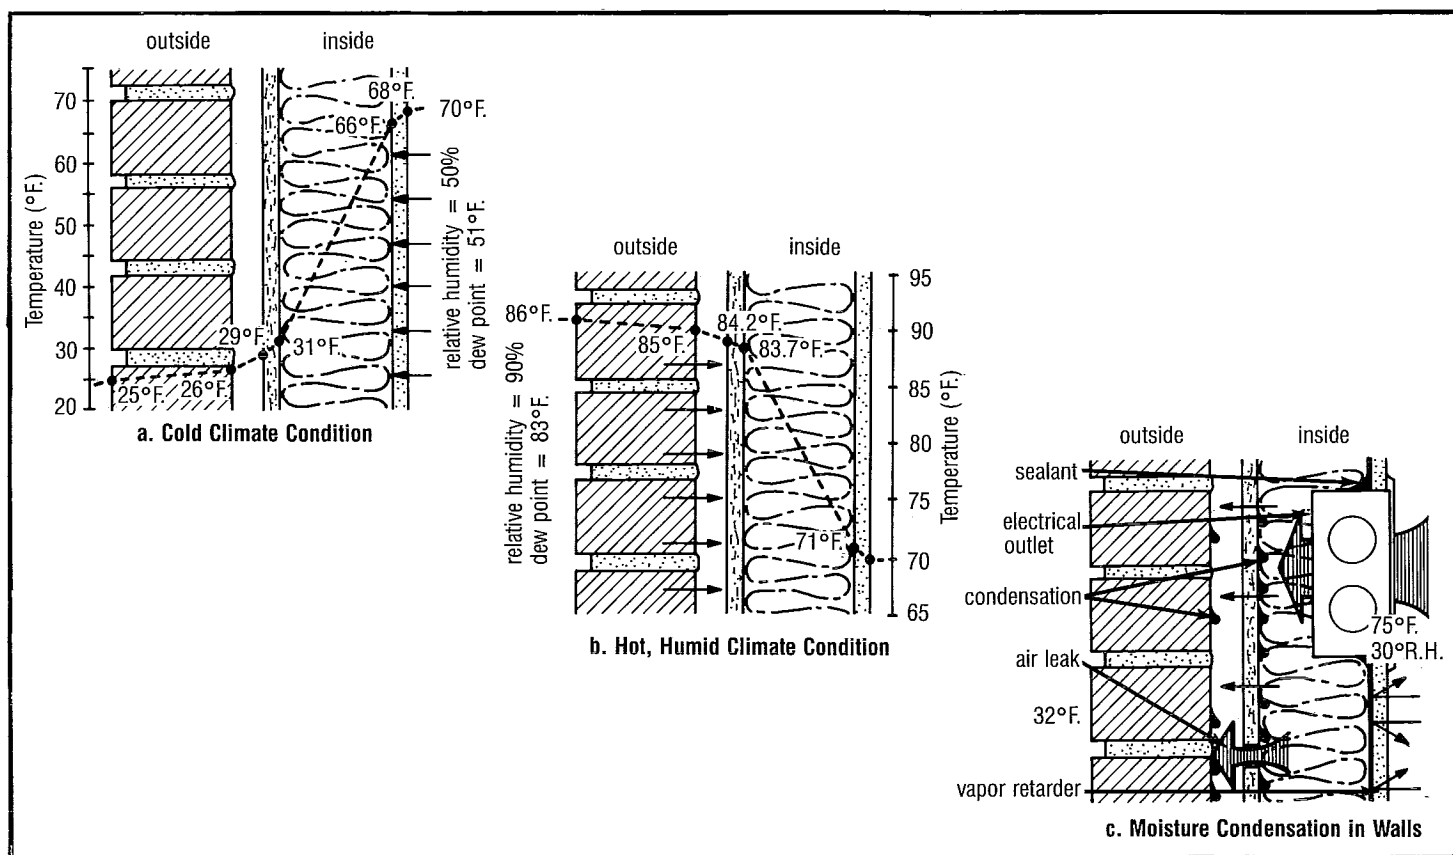 outside
inside
Temperature (°F.)
70
60
50
40
30
20
68°F.
70°F.
66°F.
29°F.
31°F.
25°F.
26°F.
relative humidity = 50%
dew point = 51°F.
a. Cold Climate Condition
outside
inside
86°F.
84.2°F.
85°F.
83.7°F.
71°F.
relative humidity = 90%
dew point = 83°F.
95
90
85
80
75
70
65
Temperature (°F.)
b. Hot, Humid Climate Condition
outside
inside
sealant
electrical
outlet
condensation
air leak
75°F.
30°R.H.
32°F.
vapor retarder
c. Moisture Condensation in Walls